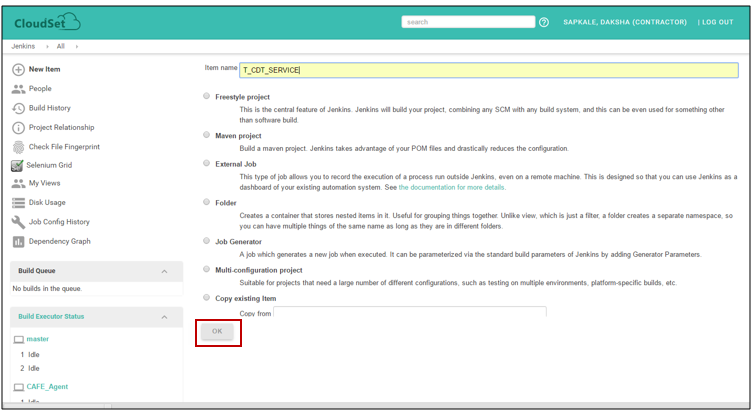 CloudSet
search
SAPKALE, DAKSHA (CONTRACTOR) | LOG OUT
Jenkins › All ›
New Item
People
Build History
Project Relationship
Check File Fingerprint
Selenium Grid
My Views
Disk Usage
Job Config History
Dependency Graph
Build Queue
No builds in the queue.
Build Executor Status
master
1 Idle
2 Idle
CAFE_Agent
1 Idle
Item name T_CDT_SERVICE
Freestyle project
This is the central feature of Jenkins. Jenkins will build your project, combining any SCM with any build system, and this can be even used for something other
than software build.
Maven project
Build a maven project. Jenkins takes advantage of your POM files and drastically reduces the configuration.
External Job
This type of job allows you to record the execution of a process run outside Jenkins, even on a remote machine. This is designed so that you can use Jenkins as a
dashboard of your existing automation system. See the documentation for more details.
Folder
Creates a container that stores nested items in it. Useful for grouping things together. Unlike view, which is just a filter, a folder creates a separate namespace, so
you can have multiple things of the same name as long as they are in different folders.
Job Generator
A job which generates a new job when executed. It can be parameterized via the standard build parameters of Jenkins by adding Generator Parameters.
Multi-configuration project
Suitable for projects that need a large number of different configurations, such as testing on multiple environments, platform-specific builds, etc.
Copy existing Item
Copy from
OK